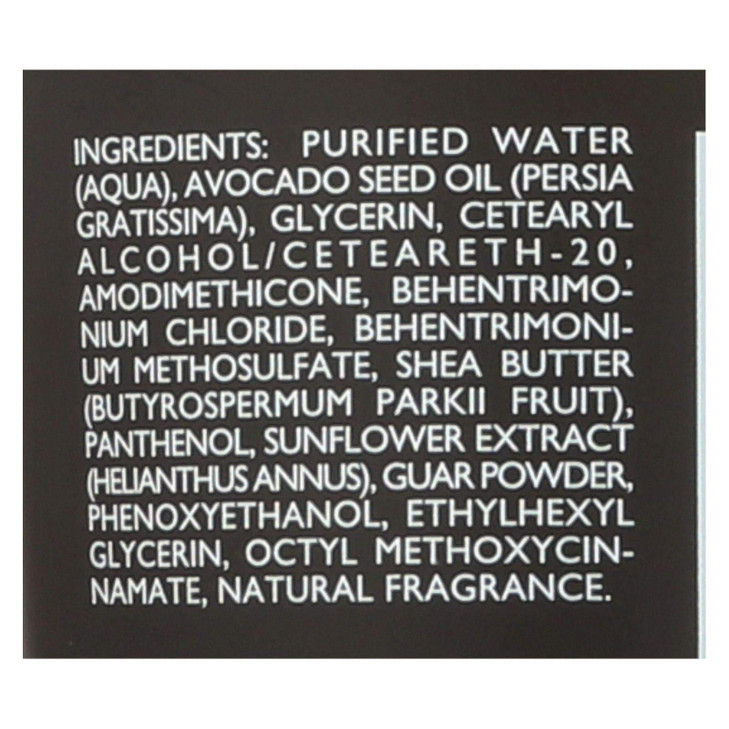 INGREDIENTS: PURIFIED WATER
(AQUA), AVOCADO SEED OIL (PERSIA
GRATISSIMA), GLYCERIN, CETEARYL
ALCOHOL/CETEARETH-20,
AMODIMETHICONE, BEHENTRIMO-
NIUM CHLORIDE, BEHENTRIMONI-
UM METHOSULFATE, SHEA BUTTER
(BUTYROSPERMUM PARKII FRUIT),
PANTHENOL, SUNFLOWER EXTRACT
(HELIANTHUS ANNUS), GUAR POWDER,
PHENOXYETHANOL, ETHYLHEXYL
GLYCERIN, OCTYL METHOXYCIN-
NAMATE, NATURAL FRAGRANCE.